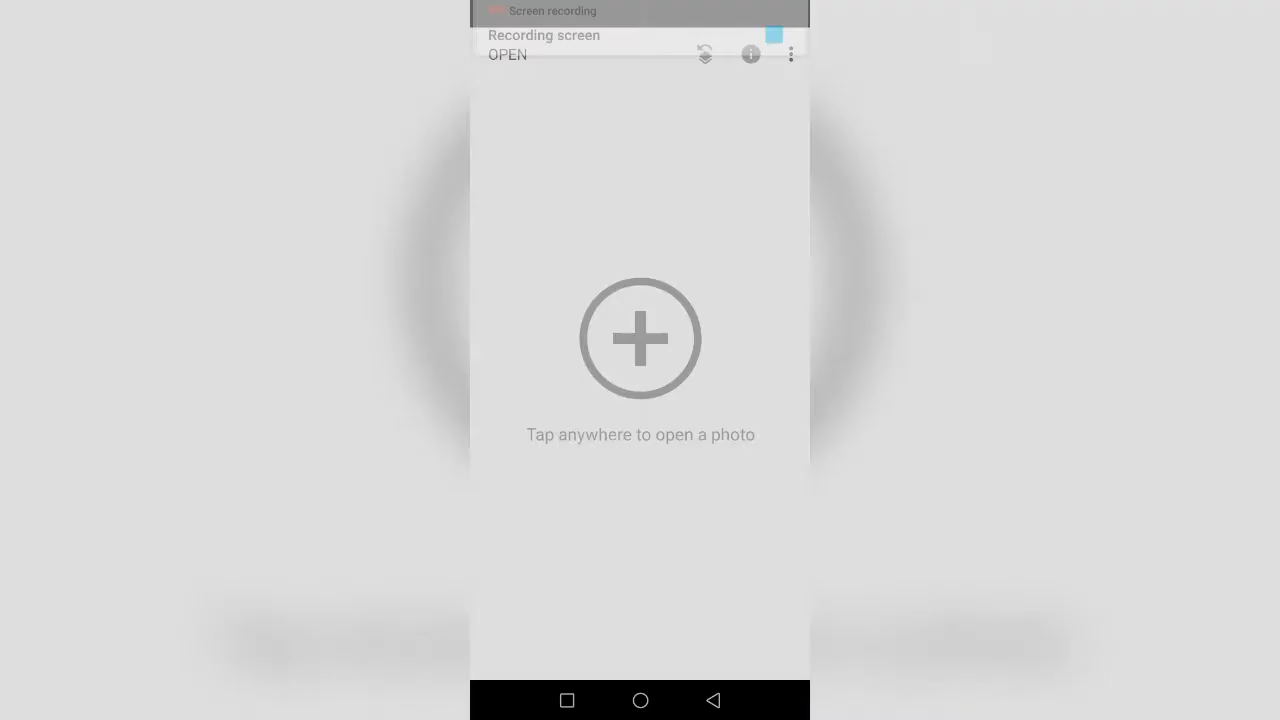 Screen recording
Recording screen
OPEN
Tap anywhere to open a photo